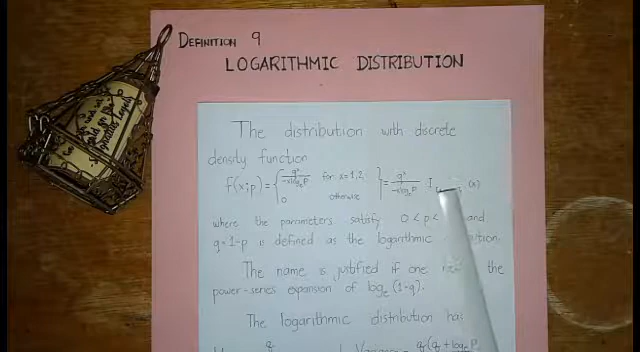 DEFINITION 9
LOGARITHMIC DISTRIBUTION
The distribution with discrete
density function
f(x;p) = { q^x / -x log_e p for x=1,2, 0 otherwise } = q^x / -x log_e p I (x)
where the parameters satisfy 0 < p < and
q=1-p is defined as the logarithmic
The name is justified if one the
power-series expansion of log_e (1-q).
The logarithmic distribution has